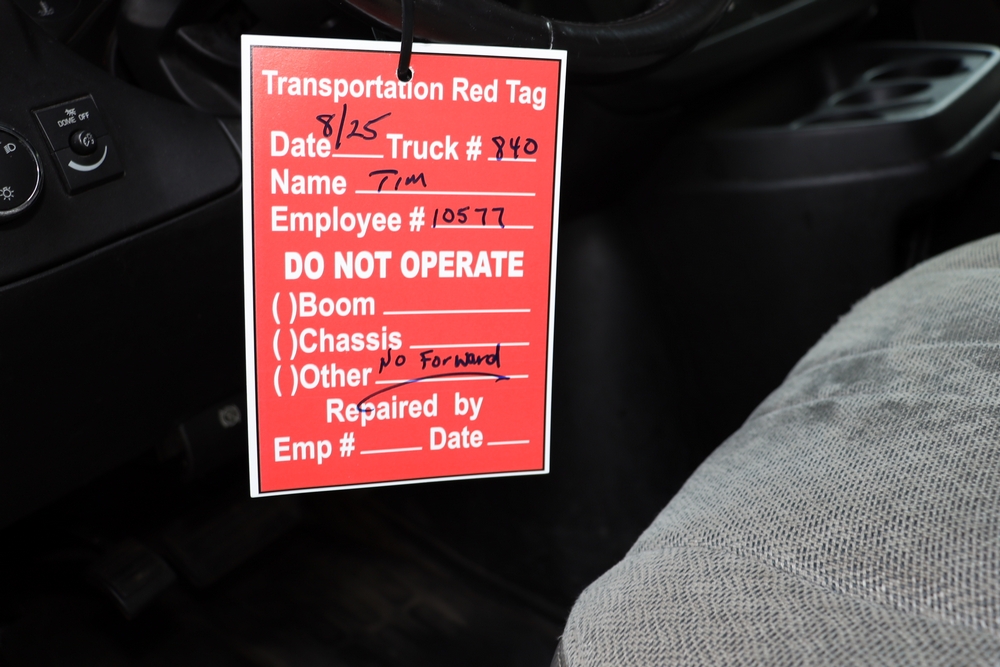 DOME OFF
Transportation Red Tag
Date 8/25 Truck # 840
Name Tim
Employee # 10577
DO NOT OPERATE
( )Boom
( )Chassis
( )Other No Forward
Repaired by
Emp # Date